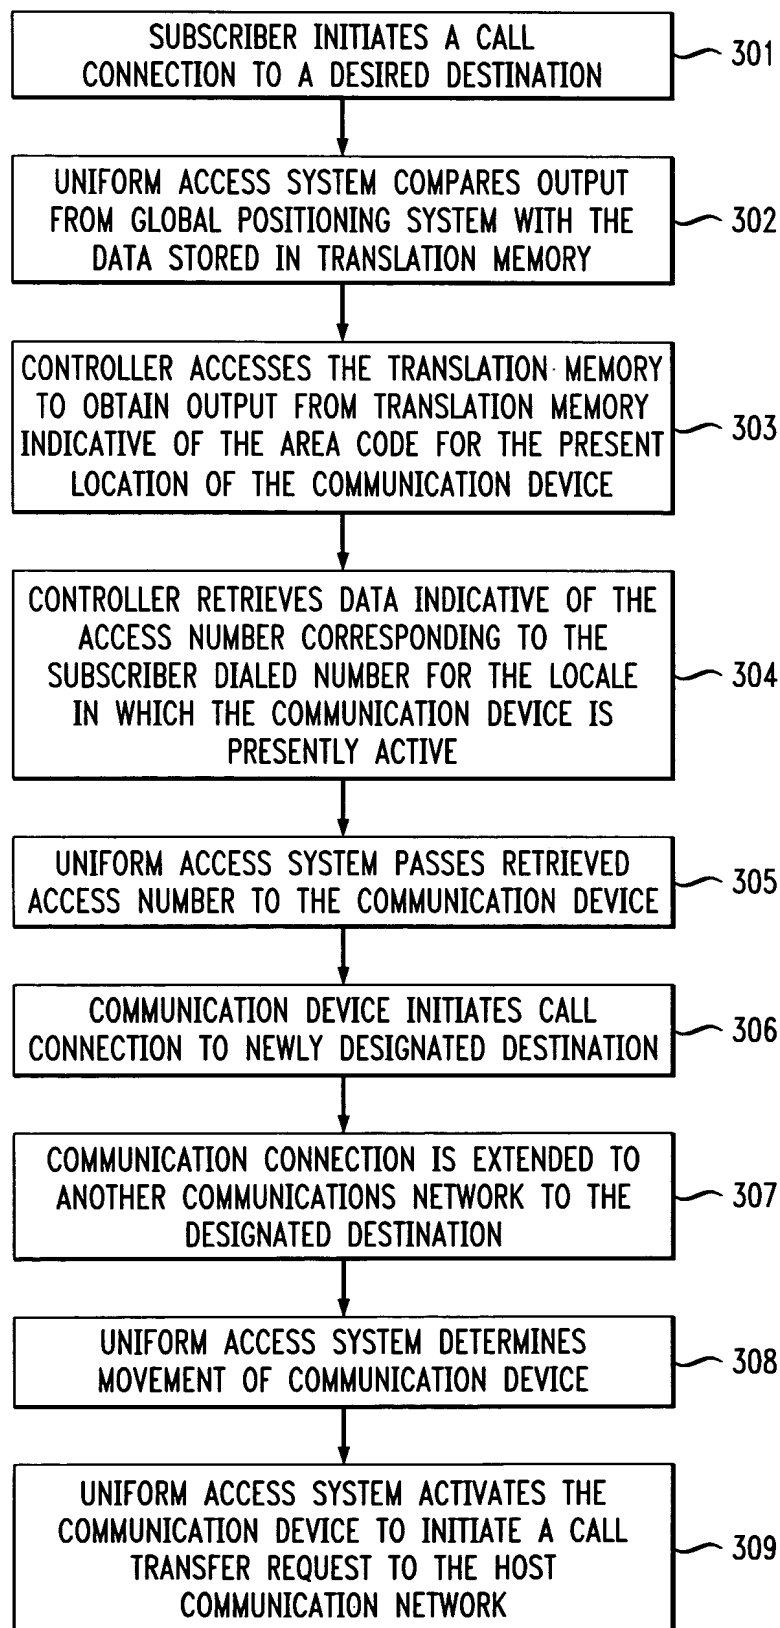 SUBSCRIBER INITIATES A CALL
CONNECTION TO A DESIRED DESTINATION
301
UNIFORM ACCESS SYSTEM COMPARES OUTPUT
FROM GLOBAL POSITIONING SYSTEM WITH THE
DATA STORED IN TRANSLATION MEMORY
302
CONTROLLER ACCESSES THE TRANSLATION MEMORY
TO OBTAIN OUTPUT FROM TRANSLATION MEMORY
INDICATIVE OF THE AREA CODE FOR THE PRESENT
LOCATION OF THE COMMUNICATION DEVICE
303
CONTROLLER RETRIEVES DATA INDICATIVE OF THE
ACCESS NUMBER CORRESPONDING TO THE
SUBSCRIBER DIALED NUMBER FOR THE LOCALE
IN WHICH THE COMMUNICATION DEVICE IS
PRESENTLY ACTIVE
304
UNIFORM ACCESS SYSTEM PASSES RETRIEVED
ACCESS NUMBER TO THE COMMUNICATION DEVICE
305
COMMUNICATION DEVICE INITIATES CALL
CONNECTION TO NEWLY DESIGNATED DESTINATION
306
COMMUNICATION CONNECTION IS EXTENDED TO
ANOTHER COMMUNICATIONS NETWORK TO THE
DESIGNATED DESTINATION
307
UNIFORM ACCESS SYSTEM DETERMINES
MOVEMENT OF COMMUNICATION DEVICE
308
UNIFORM ACCESS SYSTEM ACTIVATES THE
COMMUNICATION DEVICE TO INITIATE A CALL
TRANSFER REQUEST TO THE HOST
COMMUNICATION NETWORK
309